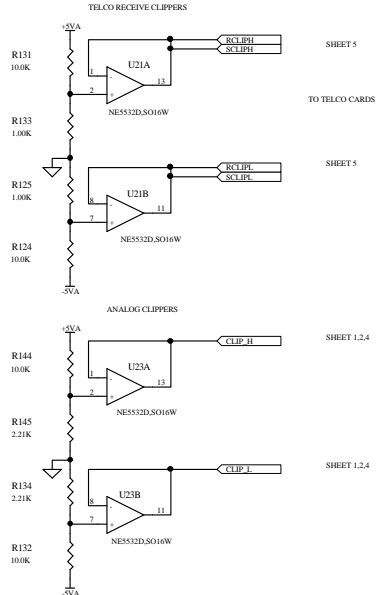 TELCO RECEIVE CLIPPERS
+5VA
R131
10.0K
1
2
-
+
U21A
13
NE5532D,SO16W
RCLIPH
SCLIPH
SHEET 5
TO TELCO CARDS
R133
1.00K
R125
1.00K
8
7
-
+
U21B
11
NE5532D,SO16W
RCLIPL
SCLIPL
SHEET 5
R124
10.0K
-5VA
ANALOG CLIPPERS
+5VA
R144
10.0K
1
2
-
+
U23A
13
NE5532D,SO16W
CLIP_H
SHEET 1,2,4
R145
2.21K
R134
2.21K
8
7
-
+
U23B
11
NE5532D,SO16W
CLIP_L
SHEET 1,2,4
R132
10.0K
-5VA